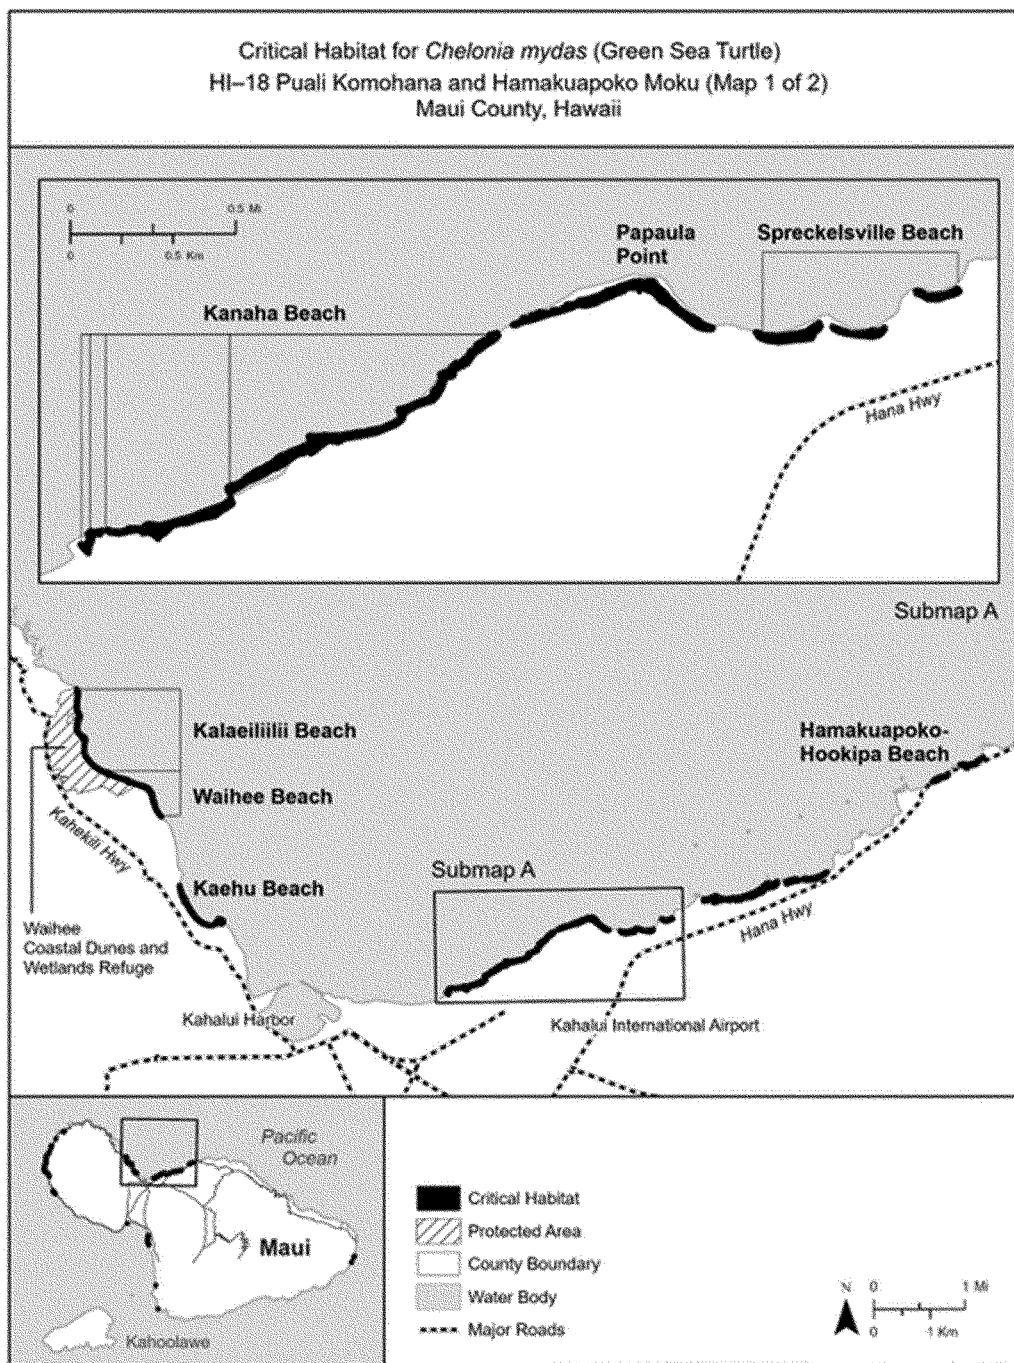 Critical Habitat for Chelonia mydas (Green Sea Turtle)
HI–18 Puali Komohana and Hamakuapoko Moku (Map 1 of 2)
Maui County, Hawaii
0 0.5 Mi
0 0.5 Km
Papaula
Point
Spreckelsville Beach
Kanaha Beach
Hana Hwy
Submap A
Kalaeiliilii Beach
Hamakuapoko-
Hookipa Beach
Waihee Beach
Kahekili Hwy
Submap A
Kaehu Beach
Hana Hwy
Waihee
Coastal Dunes and
Wetlands Refuge
Kahalui Harbor
Kahalui International Airport
Pacific
Ocean
Maui
Kahoolawe
Critical Habitat
Protected Area
County Boundary
Water Body
Major Roads
N
0 1 Mi
0 1 Km